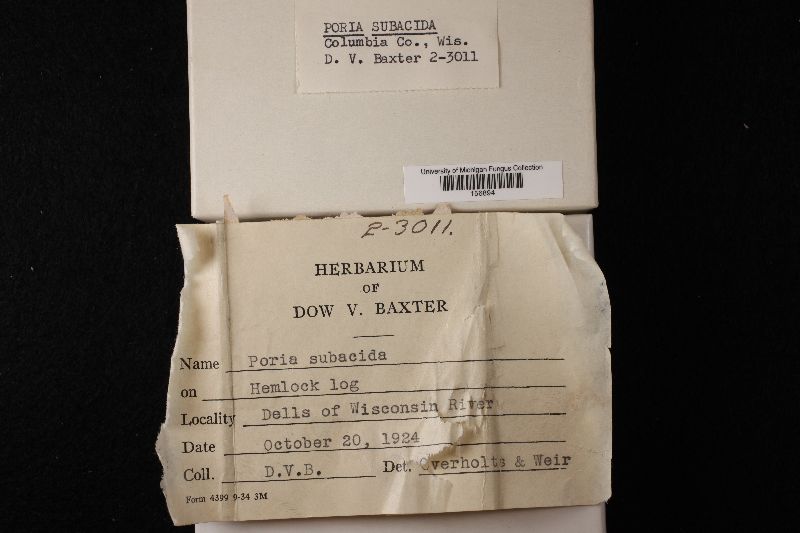 PORIA SUBACIDA
Columbia Co., Wis.
D. V. Baxter 2-3011
University of Michigan Fungus Collection
2-3011.
HERBARIUM
OF
DOW V. BAXTER
Name Poria subacida
on Hemlock log
Locality Dells of Wisconsin River
Date October 20, 1924
Coll. D.V.B. Det. Overholts & Weir
Form 4399 9-34 3M